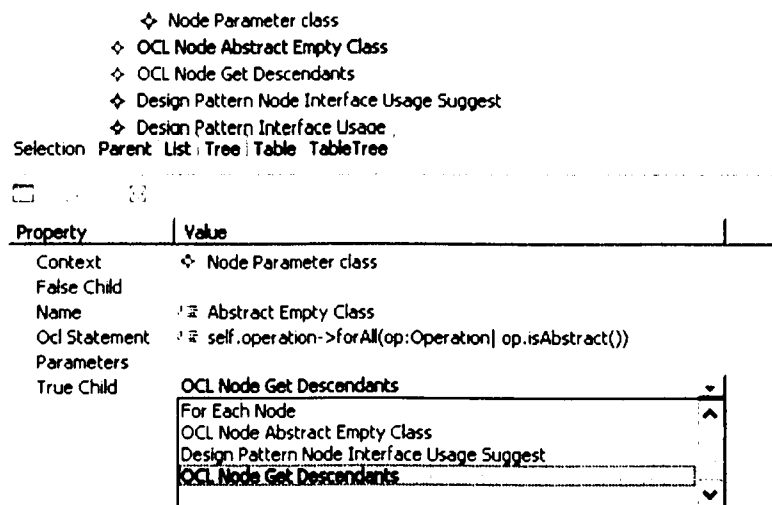 Node Parameter class
OCL Node Abstract Empty Class
OCL Node Get Descendants
Design Pattern Node Interface Usage Suggest
Design Pattern Interface Usage
Selection Parent List Tree Table TableTree
Property Value
Context Node Parameter class
False Child
Name Abstract Empty Class
Ocl Statement self.operation->forAll(op:Operation| op.isAbstract())
Parameters
True Child OCL Node Get Descendants
For Each Node
OCL Node Abstract Empty Class
Design Pattern Node Interface Usage Suggest
OCL Node Get Descendants